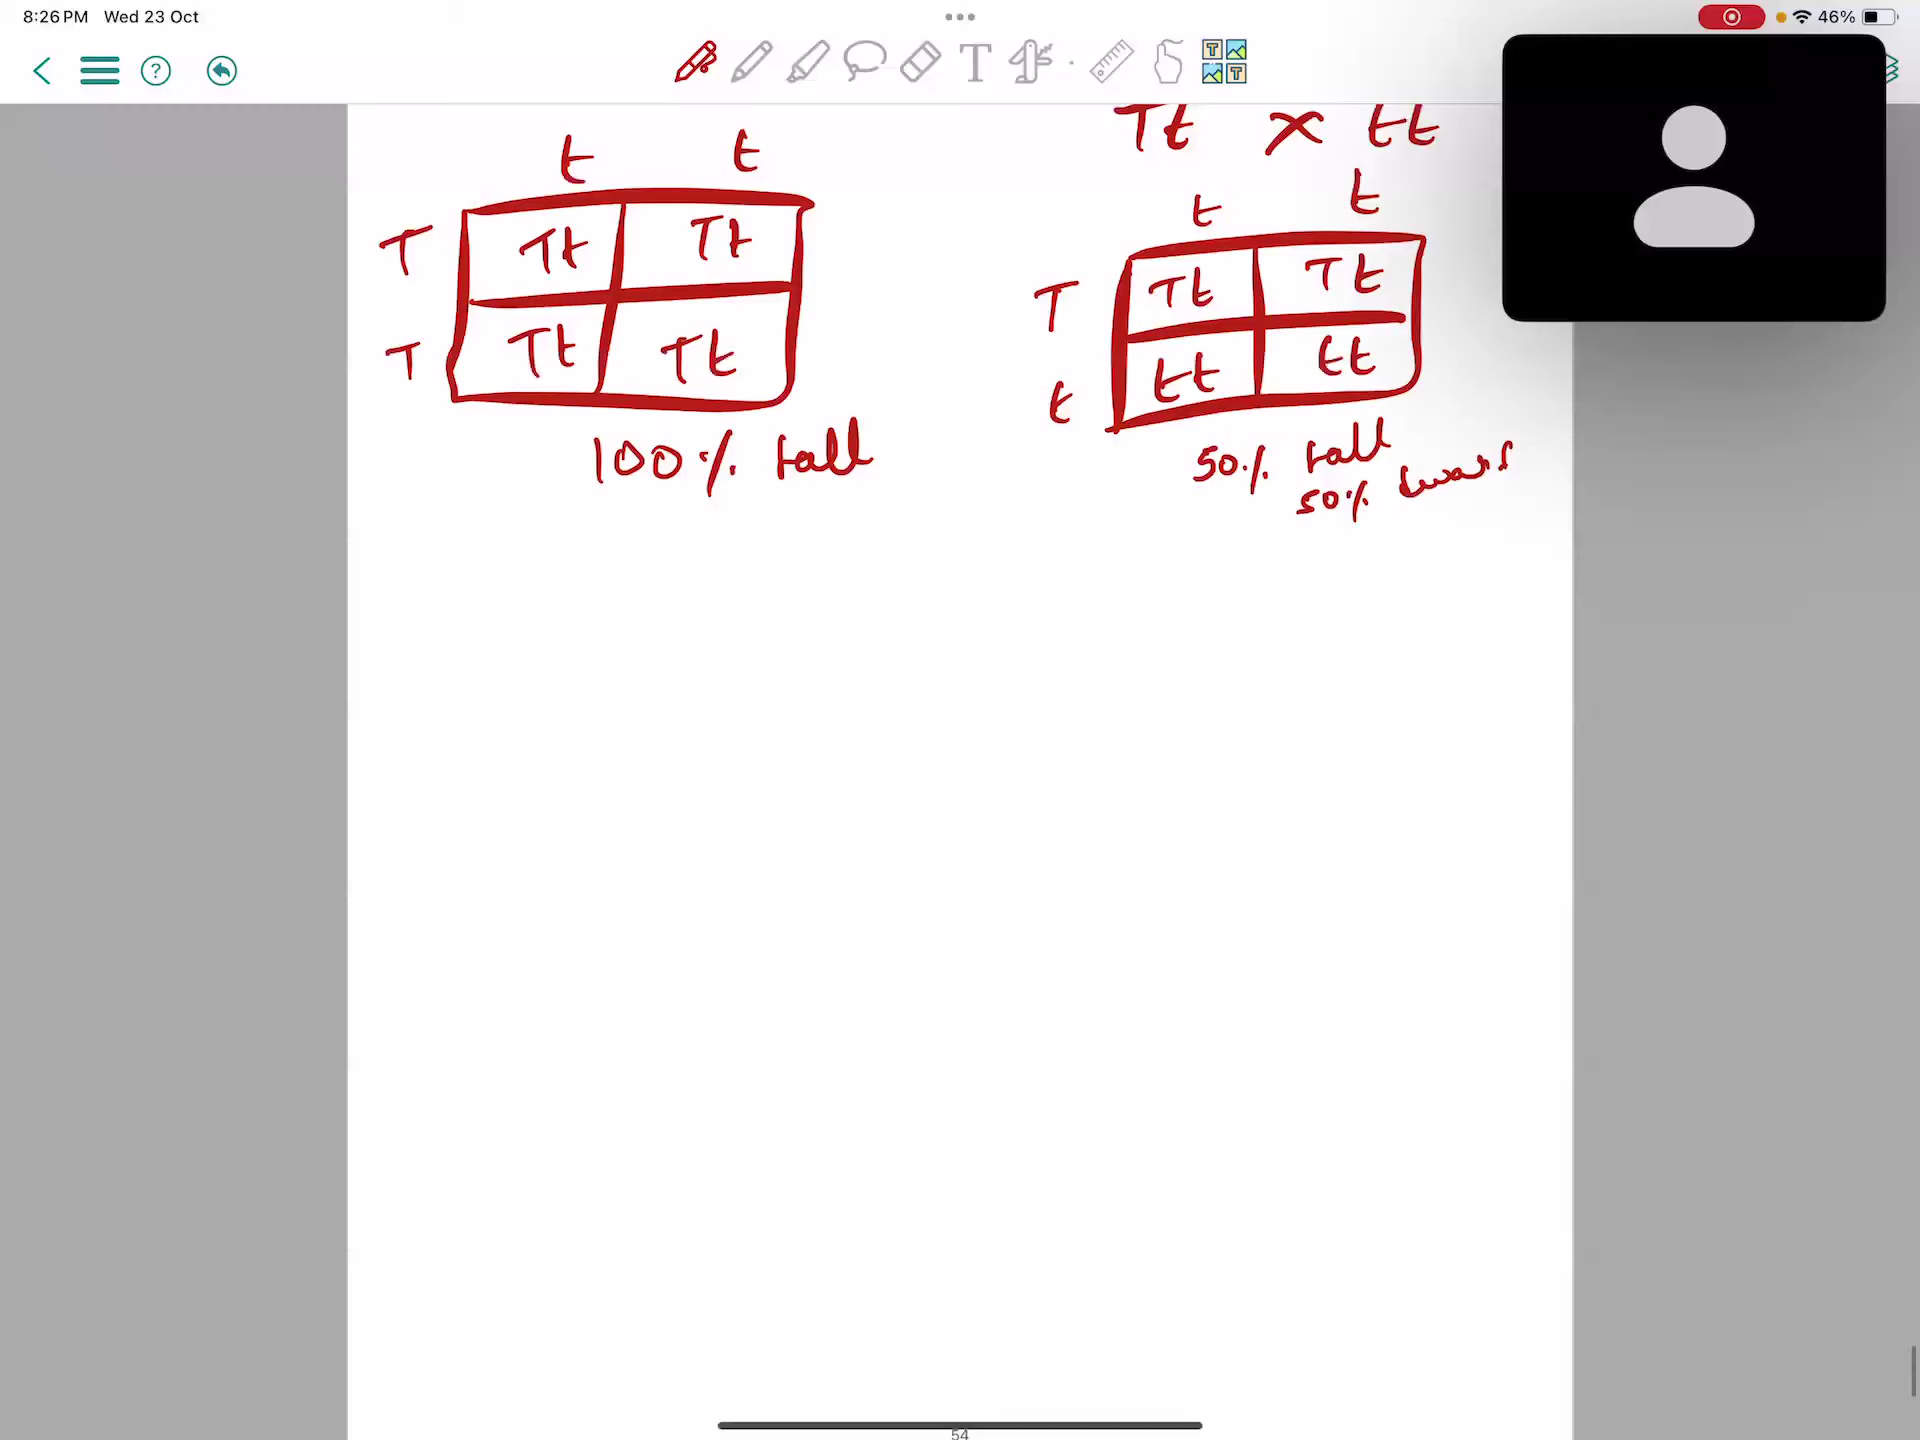 8:26 PM Wed 23 Oct
46%
Tt x tt
t t
T Tt Tt
T Tt Tt
100% tall
t t
T Tt Tt
t tt tt
50% tall
50% dwarf
54